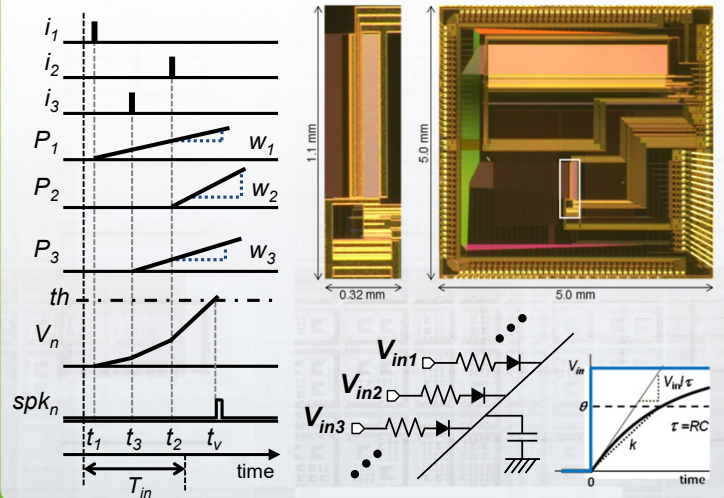 i1
i2
i3
P1
w1
P2
w2
P3
w3
th
Vn
spkn
t1
t3
t2
tv
time
Tin
1.1 mm
0.32 mm
5.0 mm
5.0 mm
Vin1
Vin2
Vin3
Vin
Vin/τ
θ
τ =RC
k
0
time